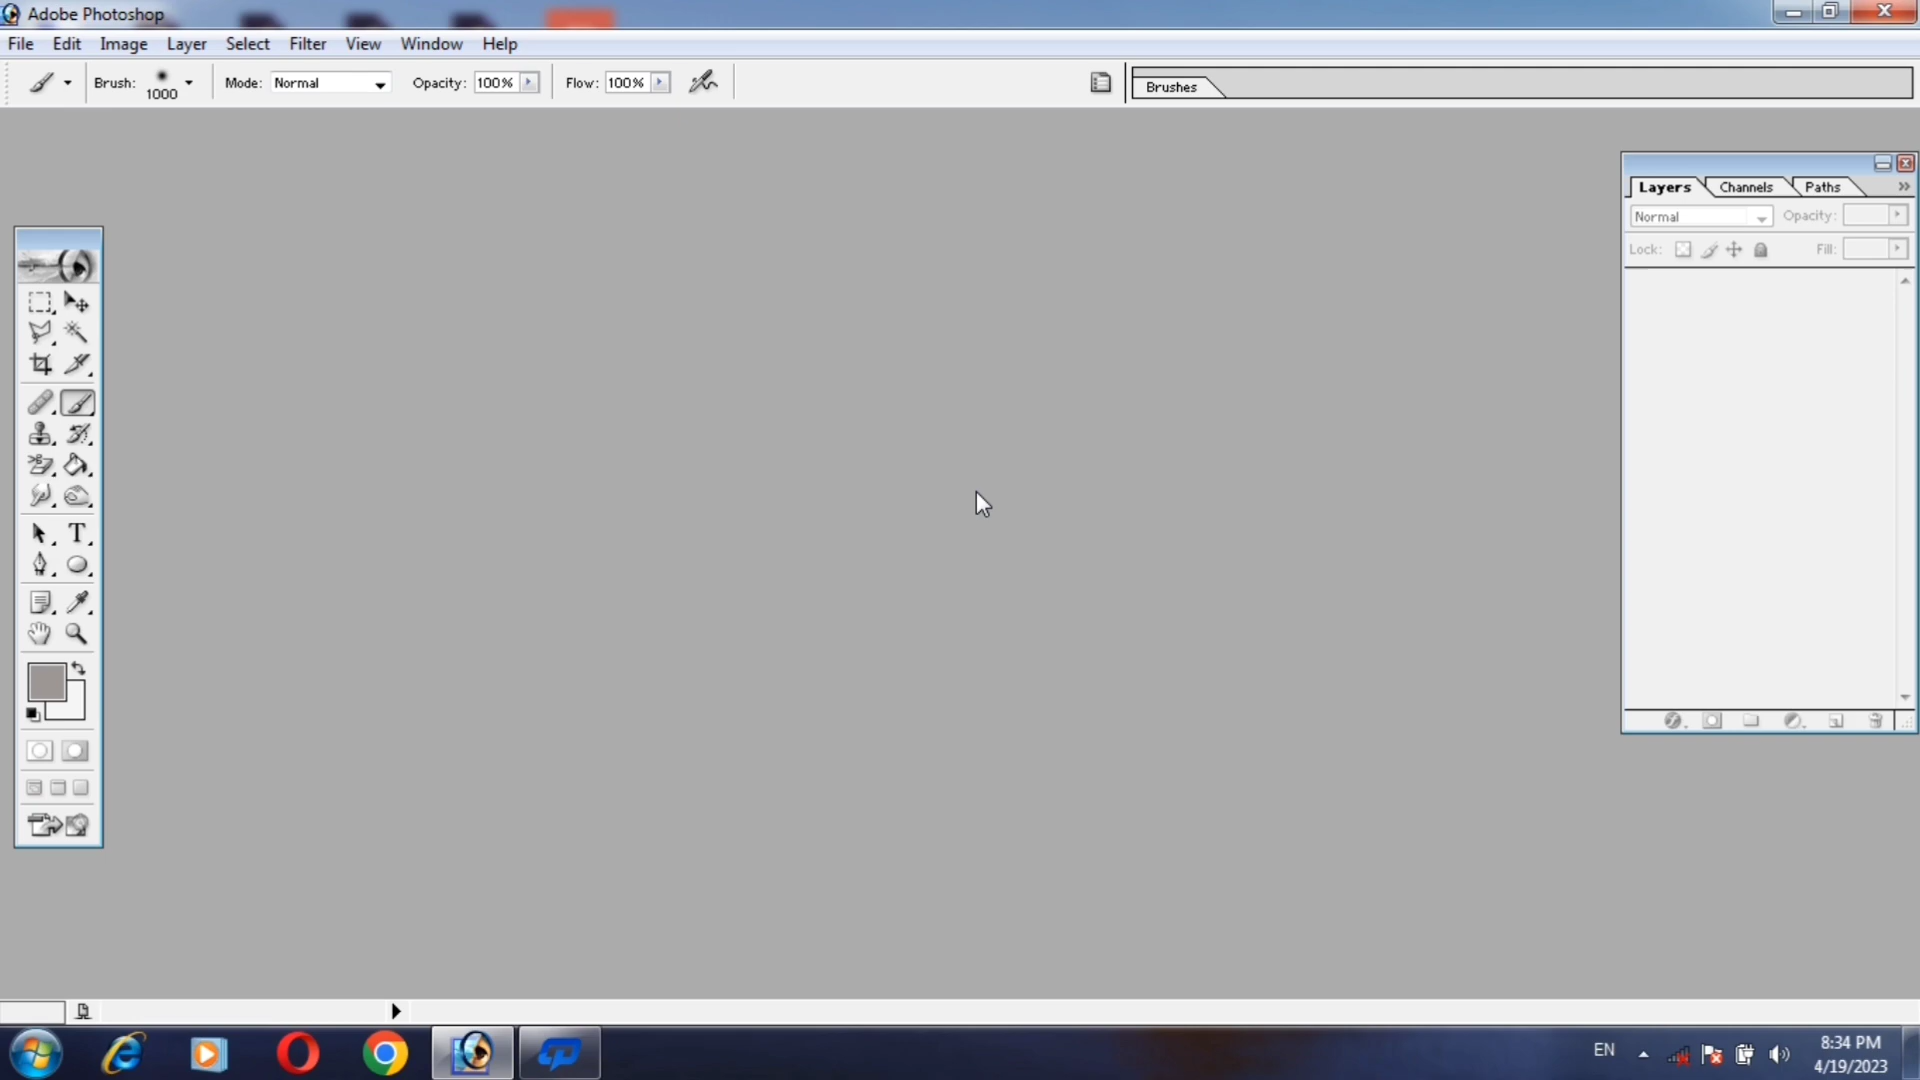 Adobe Photoshop
File Edit Image Layer Select Filter View Window Help
Brush: 1000 Mode: Normal Opacity: 100% Flow: 100% Brushes
Layers Channels Paths
Normal Opacity:
Lock: Fill:
T
EN
8:34 PM
4/19/2023